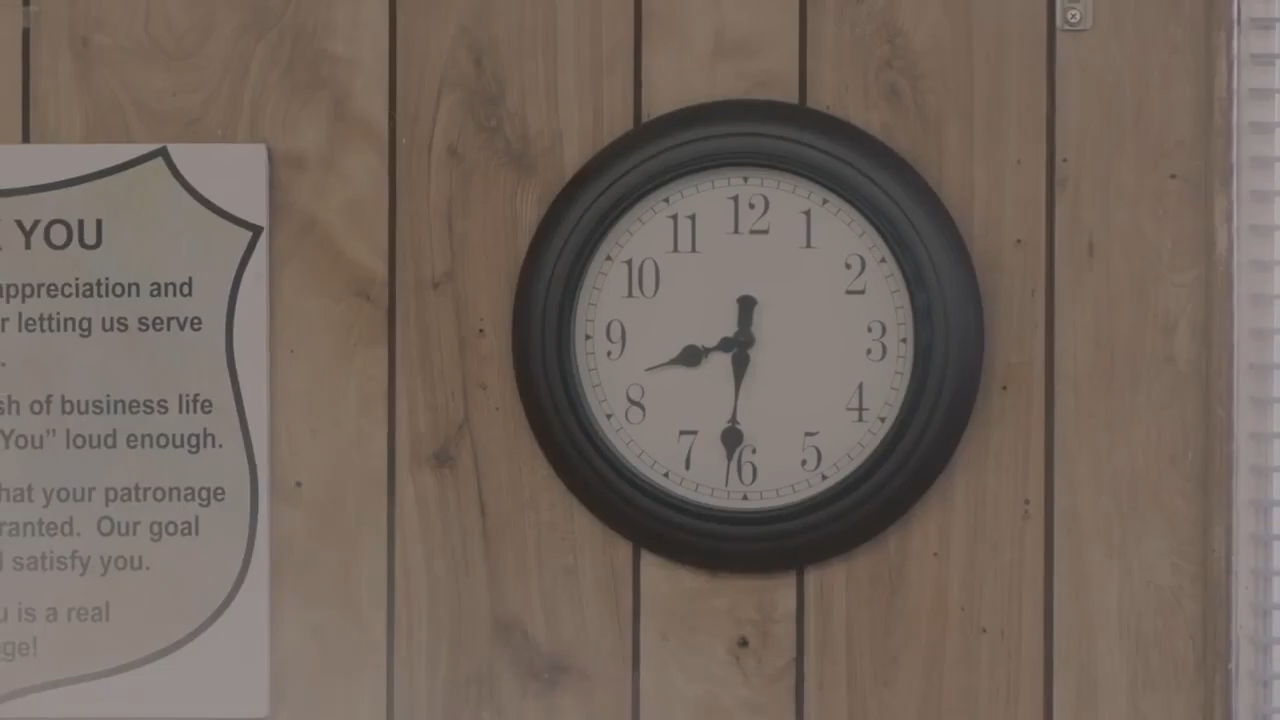 YOU
appreciation and
r letting us serve
.
sh of business life
You” loud enough.
hat your patronage
ranted. Our goal
satisfy you.
u is a real
ge!
12
1
2
3
4
5
6
7
8
9
10
11